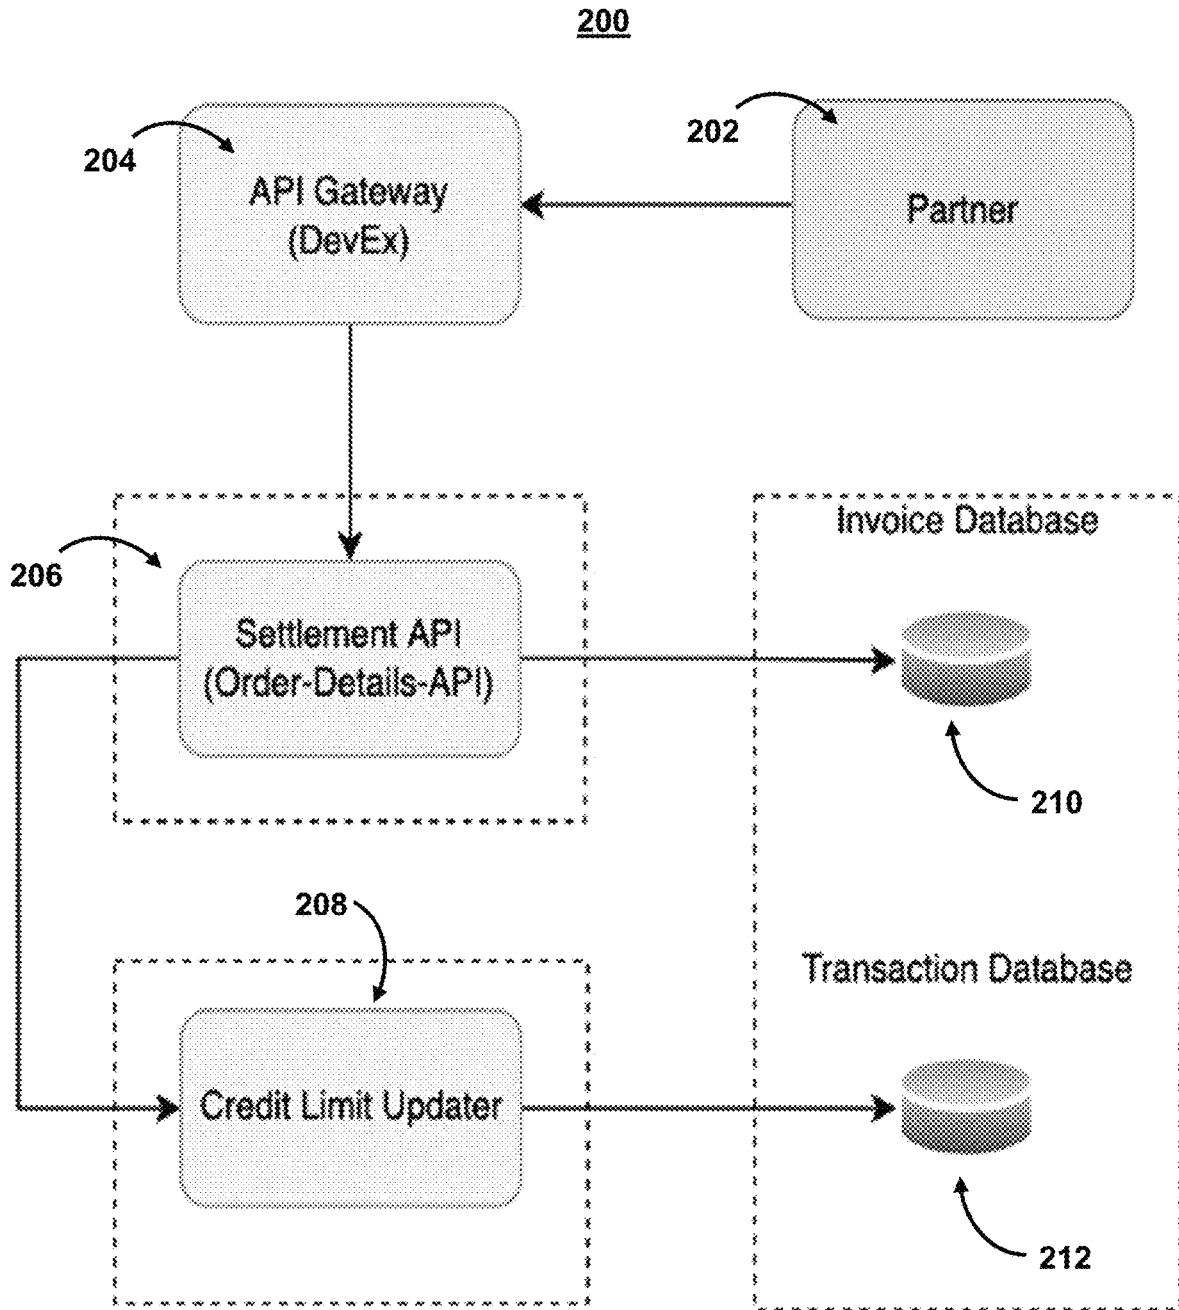 200
204
API Gateway
(DevEx)
202
Partner
206
Settlement API
(Order-Details-API)
Invoice Database
210
208
Credit Limit Updater
Transaction Database
212